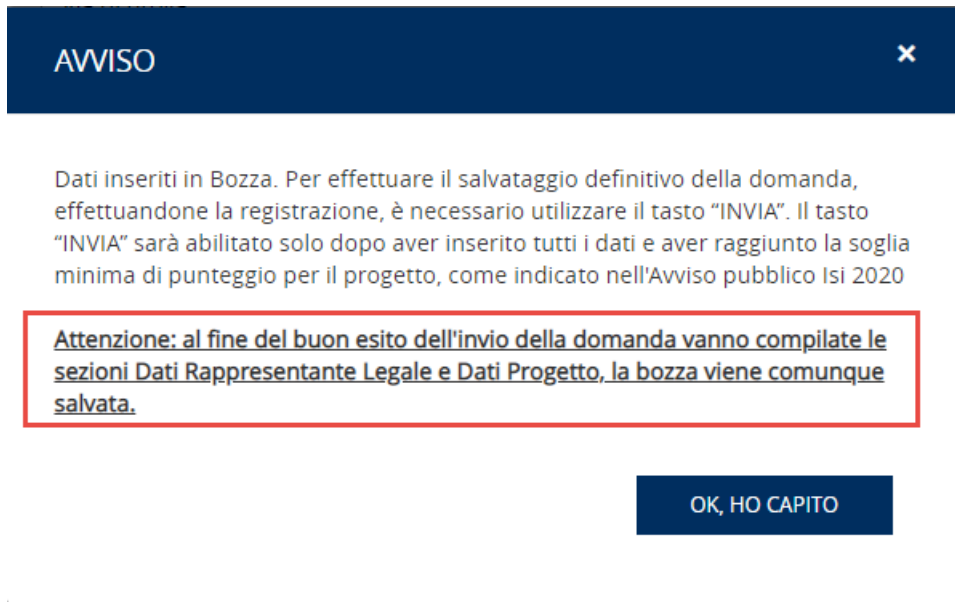 AVVISO
Dati inseriti in Bozza. Per effettuare il salvataggio definitivo della domanda,
effettuandone la registrazione, è necessario utilizzare il tasto “INVIA”. Il tasto
“INVIA” sarà abilitato solo dopo aver inserito tutti i dati e aver raggiunto la soglia
minima di punteggio per il progetto, come indicato nell'Avviso pubblico Isi 2020
Attenzione: al fine del buon esito dell'invio della domanda vanno compilate le
sezioni Dati Rappresentante Legale e Dati Progetto, la bozza viene comunque
salvata.
OK, HO CAPITO